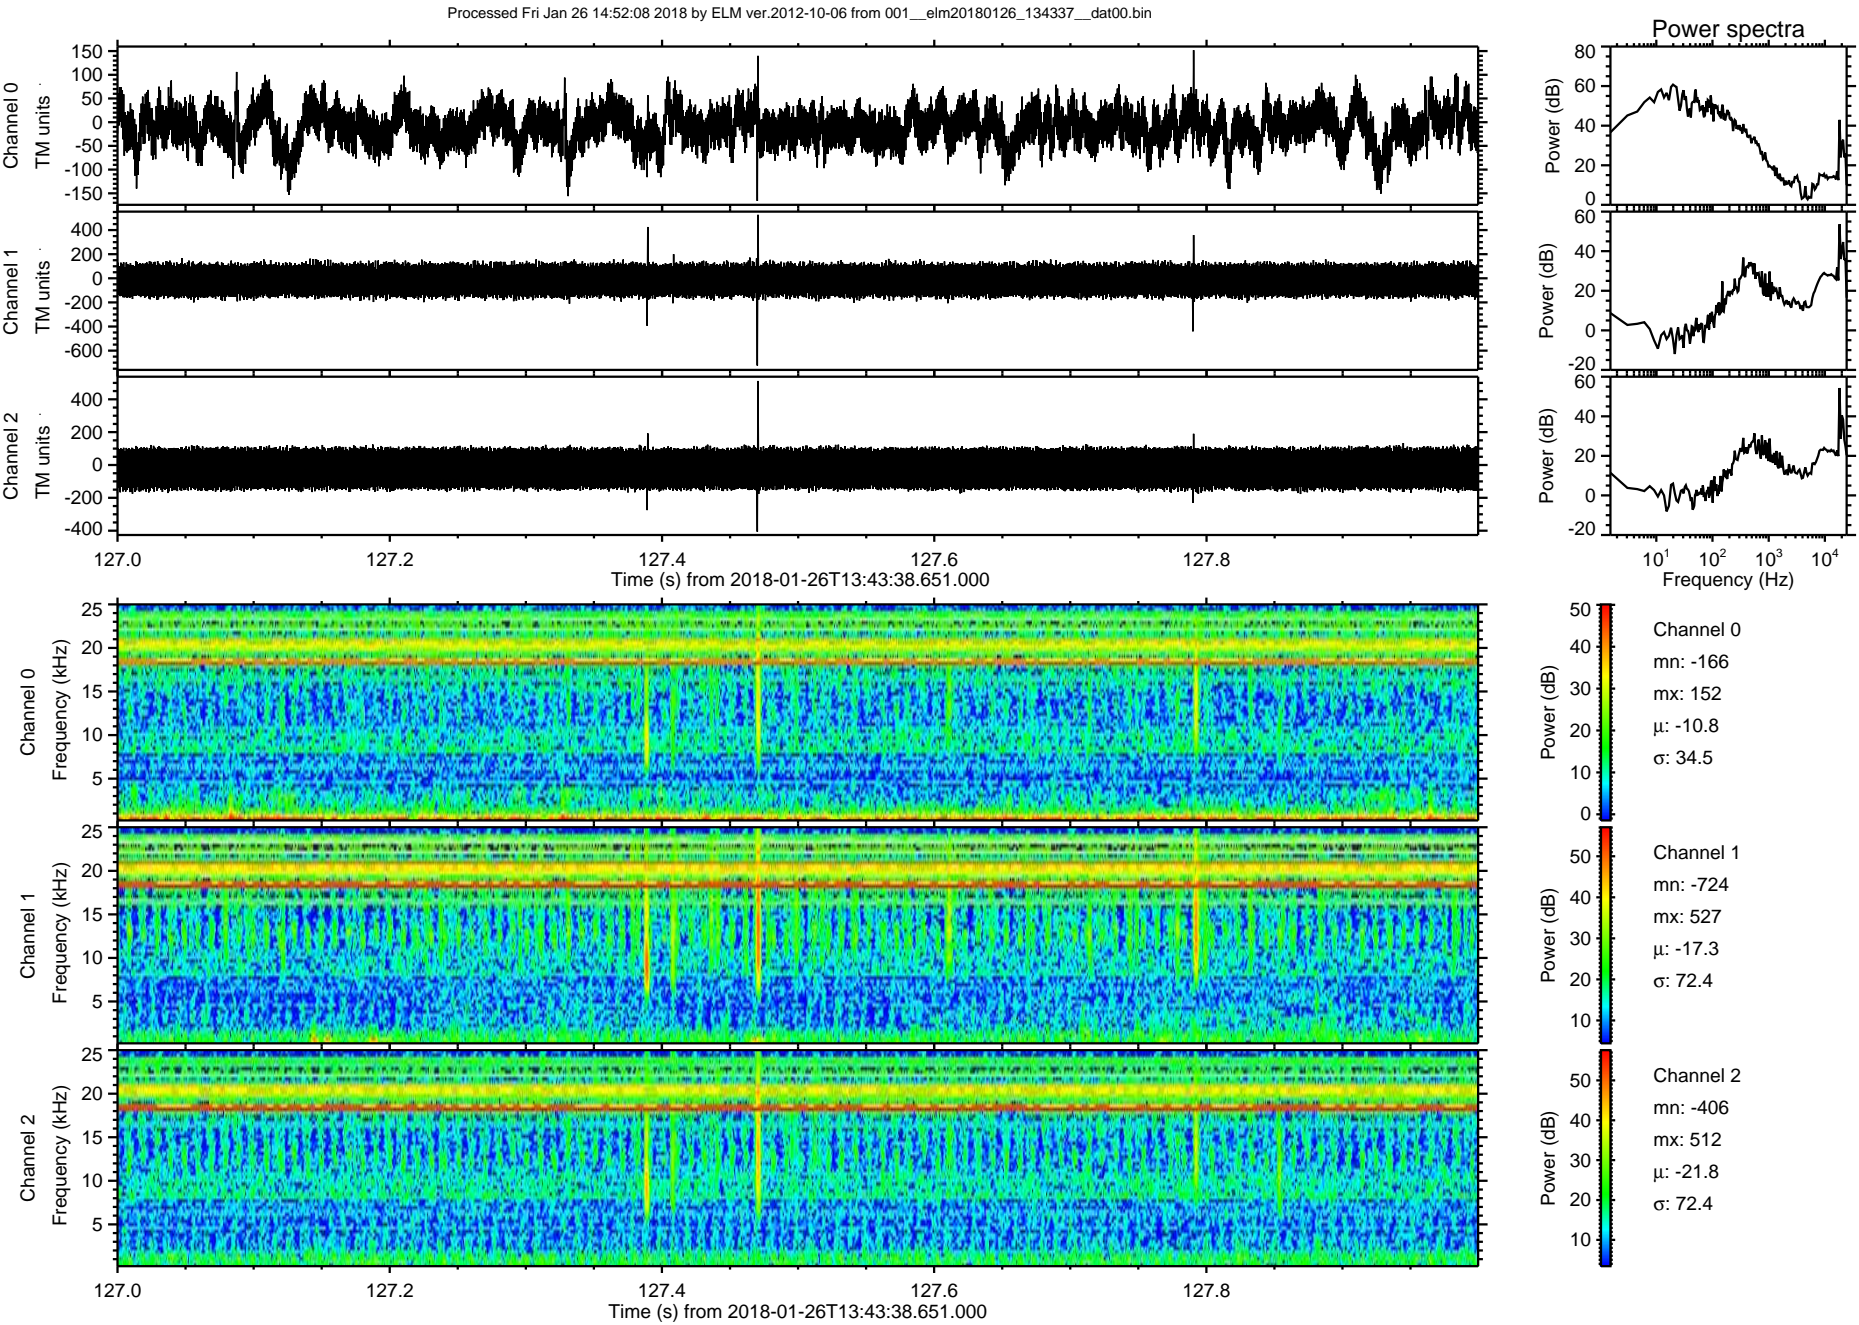 Processed Fri Jan 26 14:52:08 2018 by ELM ver.2012-10-06 from 001__elm20180126_134337__dat00.bin
Power spectra
Channel 0
TM units
150
100
50
0
-50
-100
-150
Power (dB)
80
60
40
20
0
Channel 1
TM units
400
200
0
-200
-400
-600
Power (dB)
60
40
20
0
-20
Channel 2
TM units
400
200
0
-200
-400
Power (dB)
60
40
20
0
-20
127.0 127.2 127.4 127.6 127.8
Time (s) from 2018-01-26T13:43:38.651.000
10^1 10^2 10^3 10^4
Frequency (Hz)
Channel 0
Frequency (kHz)
25
20
15
10
5
Power (dB)
50
40
30
20
10
0
Channel 0
mn: -166
mx: 152
μ: -10.8
σ: 34.5
Channel 1
Frequency (kHz)
25
20
15
10
5
Power (dB)
50
40
30
20
10
Channel 1
mn: -724
mx: 527
μ: -17.3
σ: 72.4
Channel 2
Frequency (kHz)
25
20
15
10
5
Power (dB)
50
40
30
20
10
Channel 2
mn: -406
mx: 512
μ: -21.8
σ: 72.4
127.0 127.2 127.4 127.6 127.8
Time (s) from 2018-01-26T13:43:38.651.000